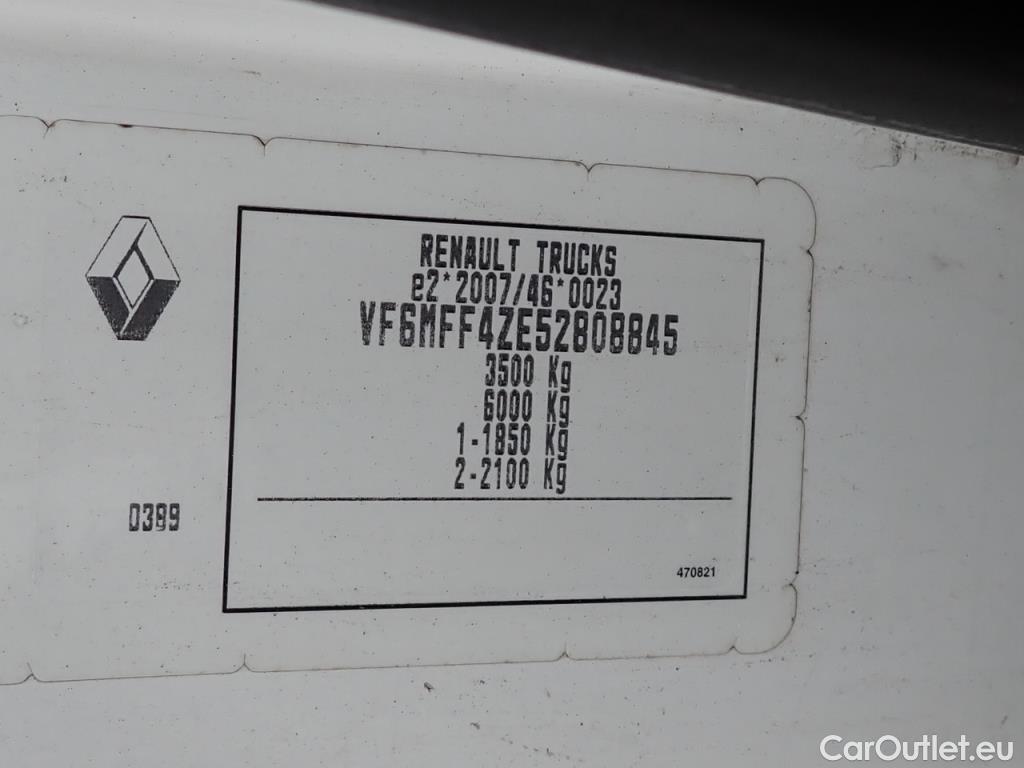 RENAULT TRUCKS
e2*2007/46*0023
VF6MFF4ZE52808845
3500 Kg
6000 Kg
1-1850 Kg
2-2100 Kg
0389
470821
CarOutlet.eu